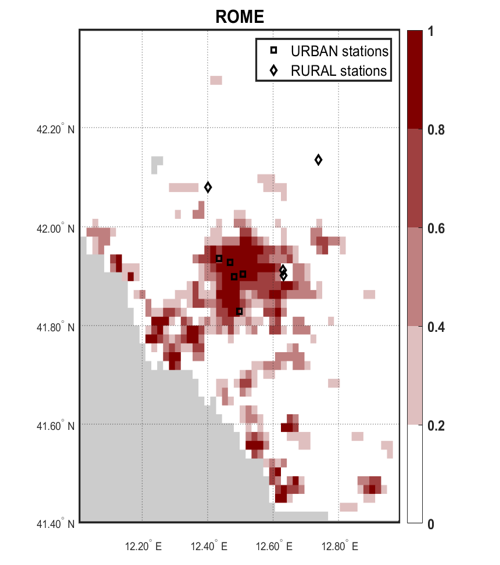 ROME
URBAN stations
RURAL stations
1
0.8
0.6
0.4
0.2
0
42.20° N
42.00° N
41.80° N
41.60° N
41.40° N
12.20° E
12.40° E
12.60° E
12.80° E